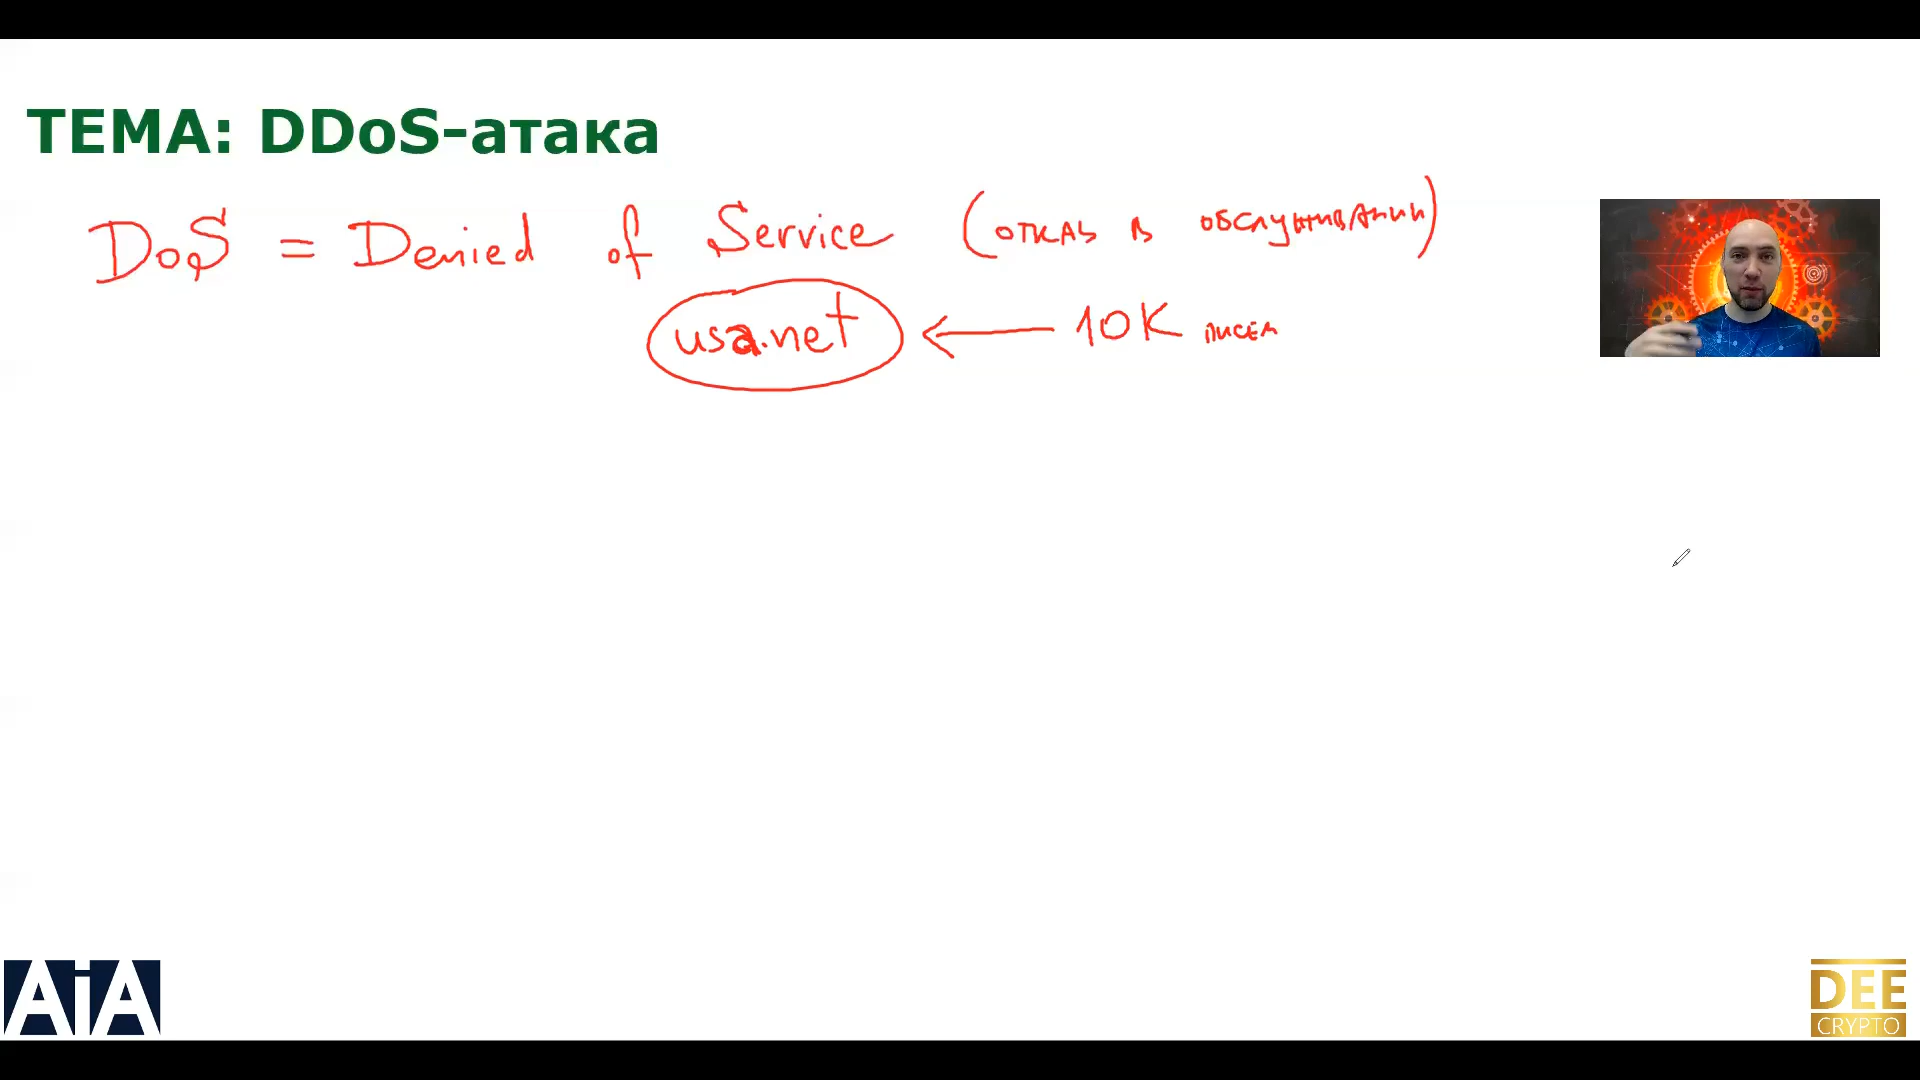 ТЕМА: DDoS-атака
DoS = Denied of Service (отказ в обслуживании)
usa.net ← 10K писем
AiA
DEE
CRYPTO